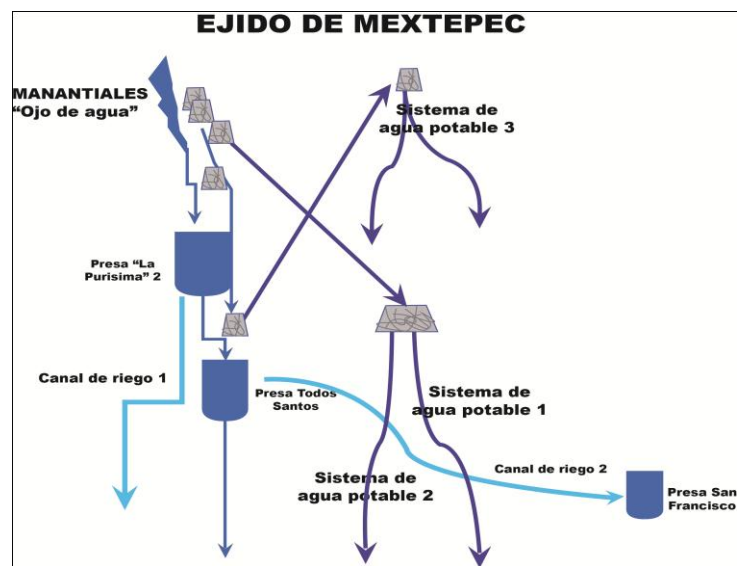 EJIDO DE MEXTEPEC
MANANTIALES
“Ojo de agua”
Sistema de
agua potable 3
Presa “La
Purisima” 2
Canal de riego 1
Presa Todos
Santos
Sistema de
agua potable 1
Sistema de
agua potable 2
Canal de riego 2
Presa San
Francisco